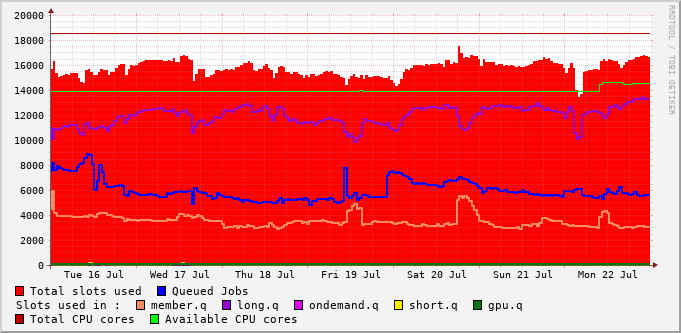 20000
18000
16000
14000
12000
10000
8000
6000
4000
2000
0
Tue 16 Jul Wed 17 Jul Thu 18 Jul Fri 19 Jul Sat 20 Jul Sun 21 Jul Mon 22 Jul
Total slots used Queued Jobs
Slots used in : member.q long.q ondemand.q short.q gpu.q
Total CPU cores Available CPU cores
RRDTOOL / TOBI OETIKER